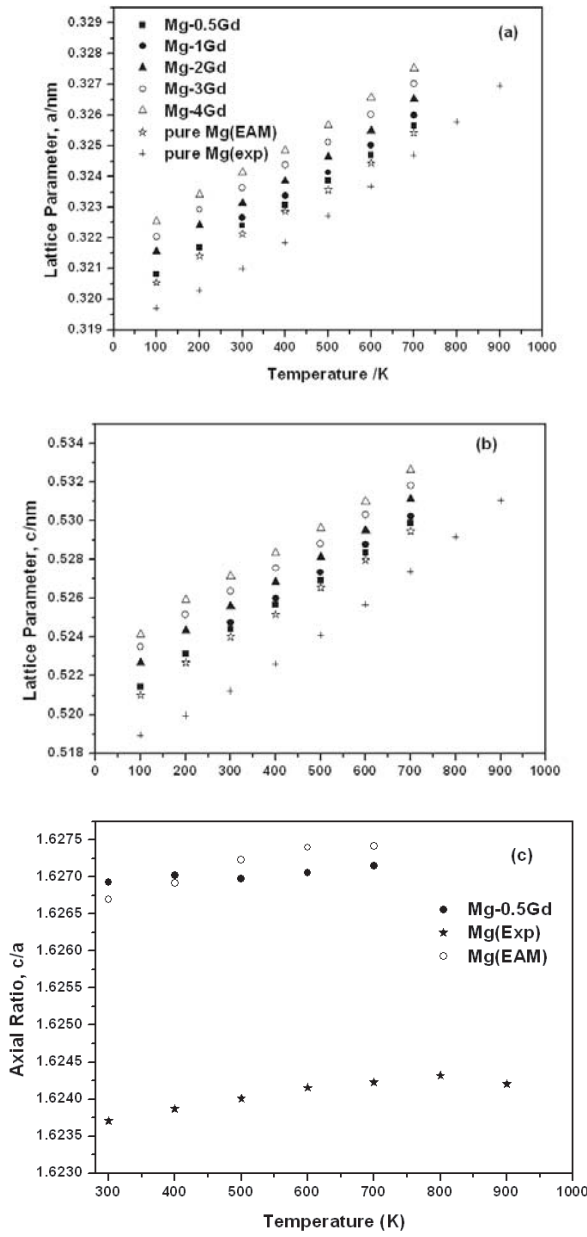 (a)
Mg-0.5Gd
Mg-1Gd
Mg-2Gd
Mg-3Gd
Mg-4Gd
pure Mg(EAM)
pure Mg(exp)
Lattice Parameter, a/nm
0.329
0.328
0.327
0.326
0.325
0.324
0.323
0.322
0.321
0.320
0.319
0 100 200 300 400 500 600 700 800 900 1000
Temperature /K
(b)
Lattice Parameter, c/nm
0.534
0.532
0.530
0.528
0.526
0.524
0.522
0.520
0.518
0 100 200 300 400 500 600 700 800 900 1000
Temperature /K
(c)
Mg-0.5Gd
Mg(Exp)
Mg(EAM)
Axial Ratio, c/a
1.6275
1.6270
1.6265
1.6260
1.6255
1.6250
1.6245
1.6240
1.6235
1.6230
300 400 500 600 700 800 900 1000
Temperature (K)